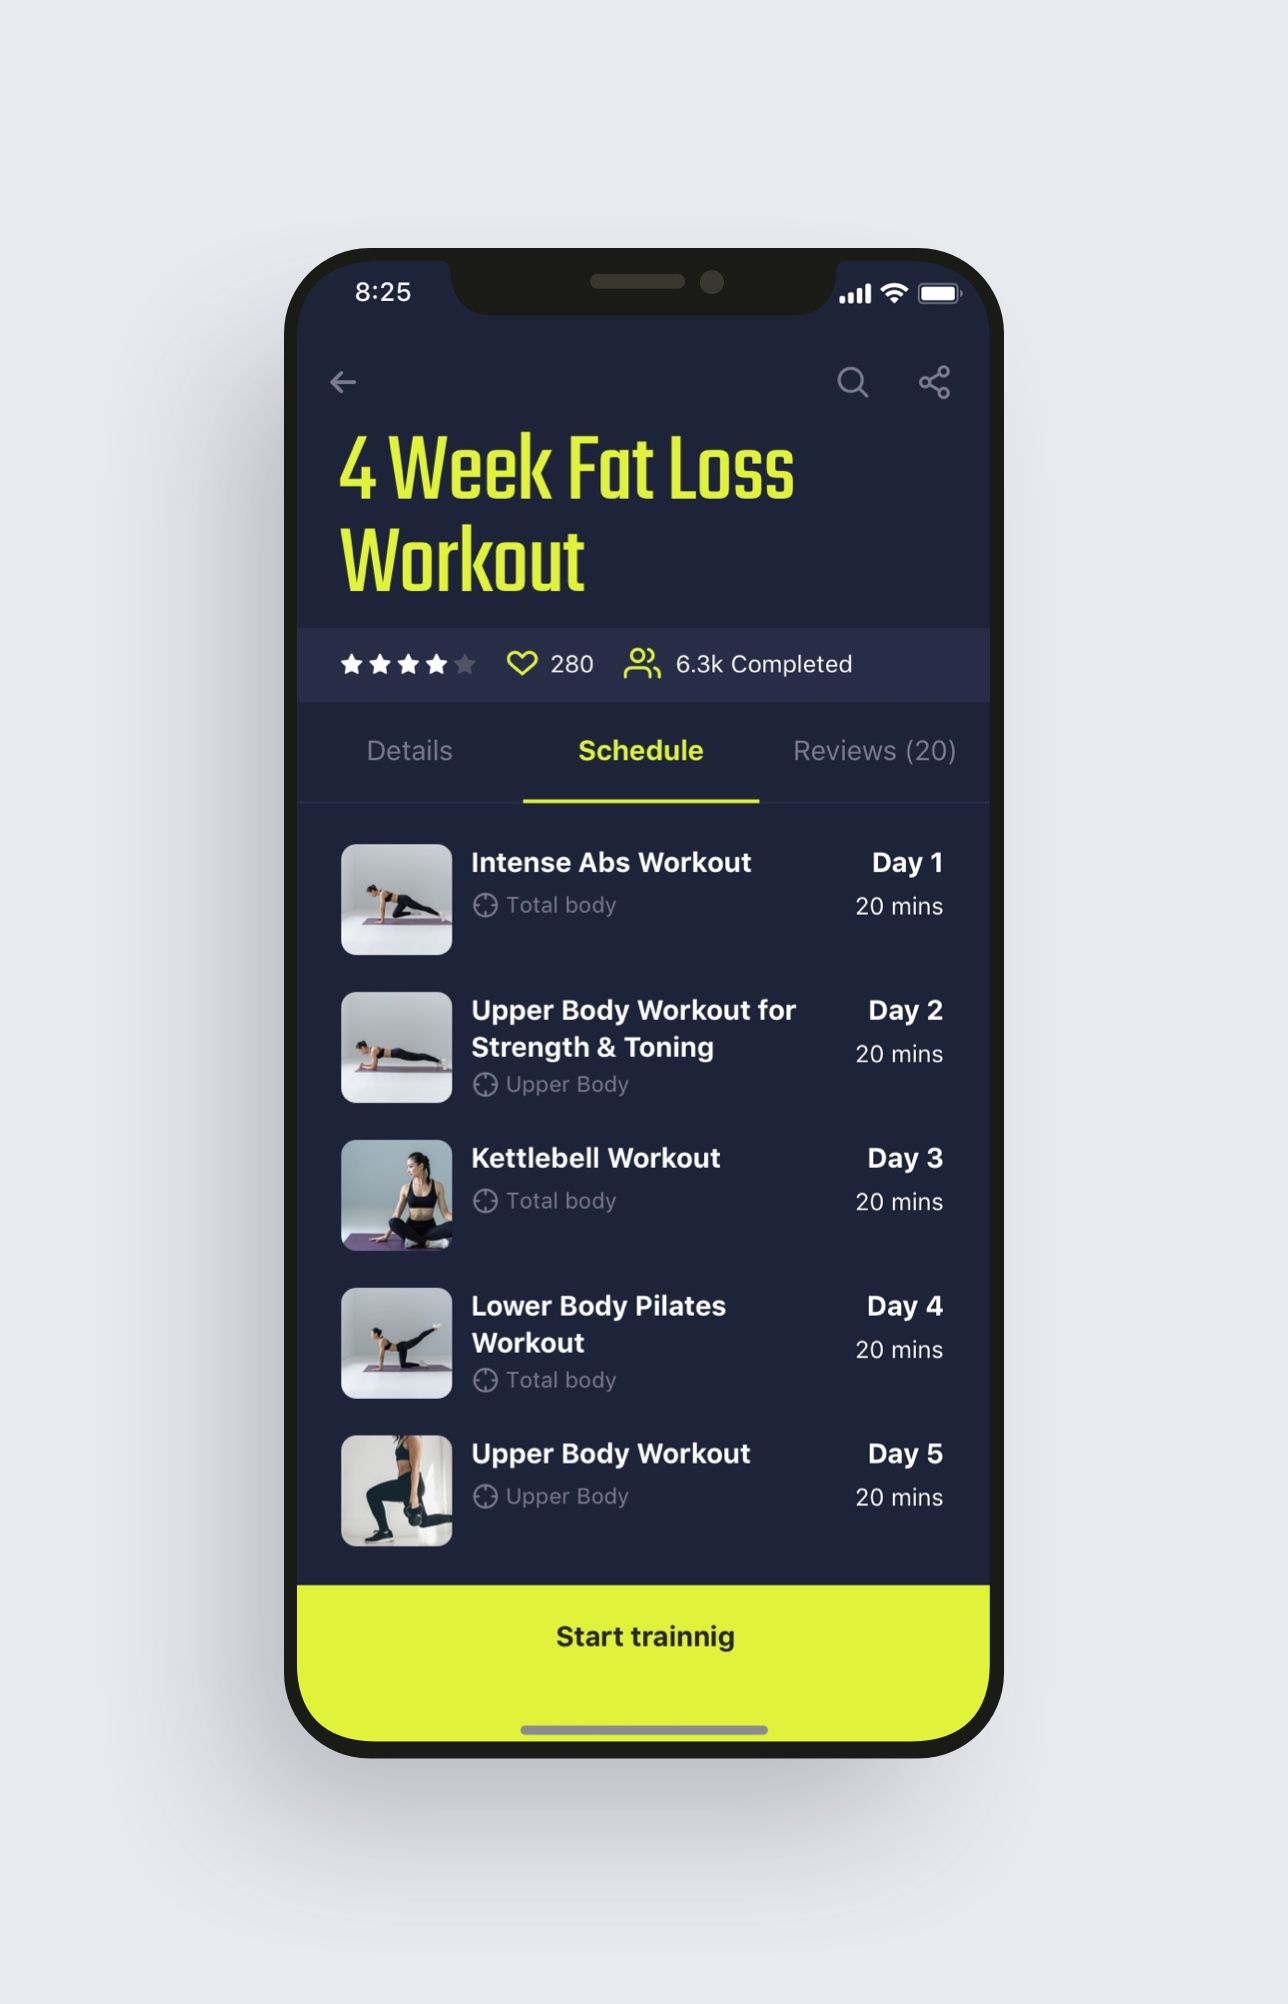 8:25
4 Week Fat Loss
Workout
280
6.3k Completed
Details
Schedule
Reviews (20)
Intense Abs Workout
Day 1
Total body
20 mins
Upper Body Workout for
Strength & Toning
Day 2
20 mins
Upper Body
Kettlebell Workout
Day 3
Total body
20 mins
Lower Body Pilates
Workout
Day 4
20 mins
Total body
Upper Body Workout
Day 5
Upper Body
20 mins
Start trainnig